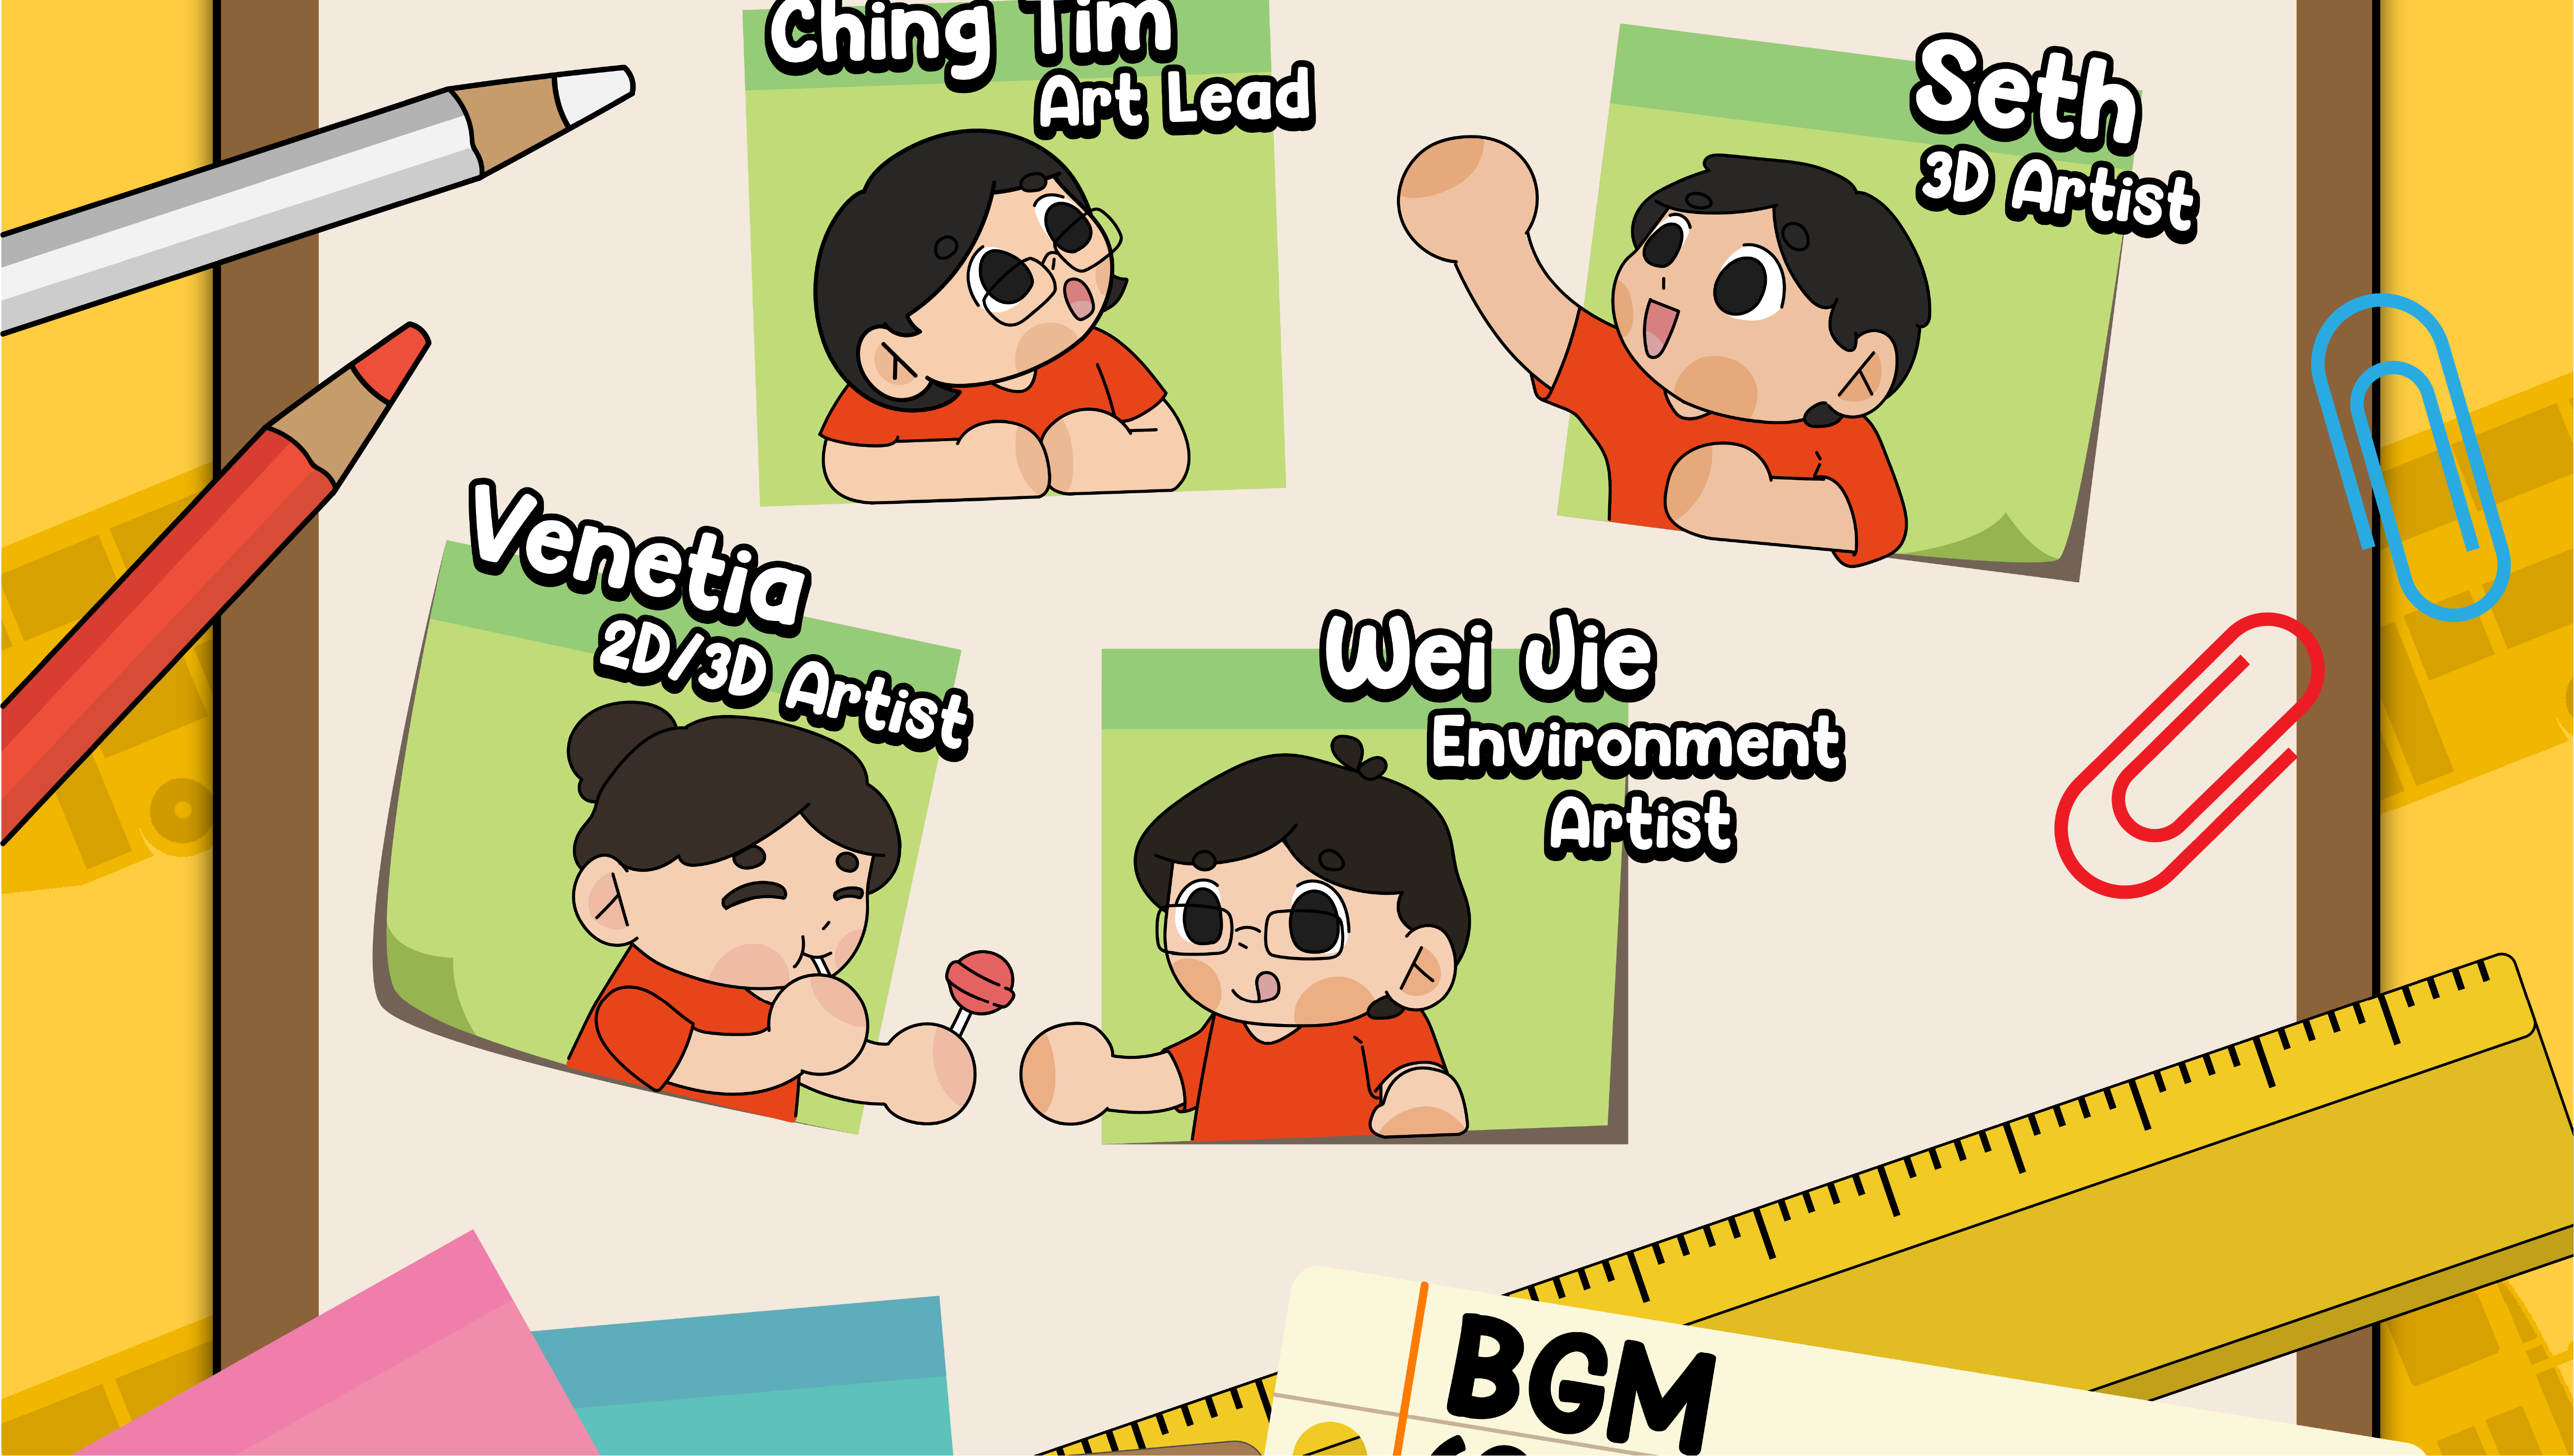 Ching Tim
Art Lead
Seth
3D Artist
Venetia
2D/3D Artist
Wei Jie
Environment
Artist
BGM